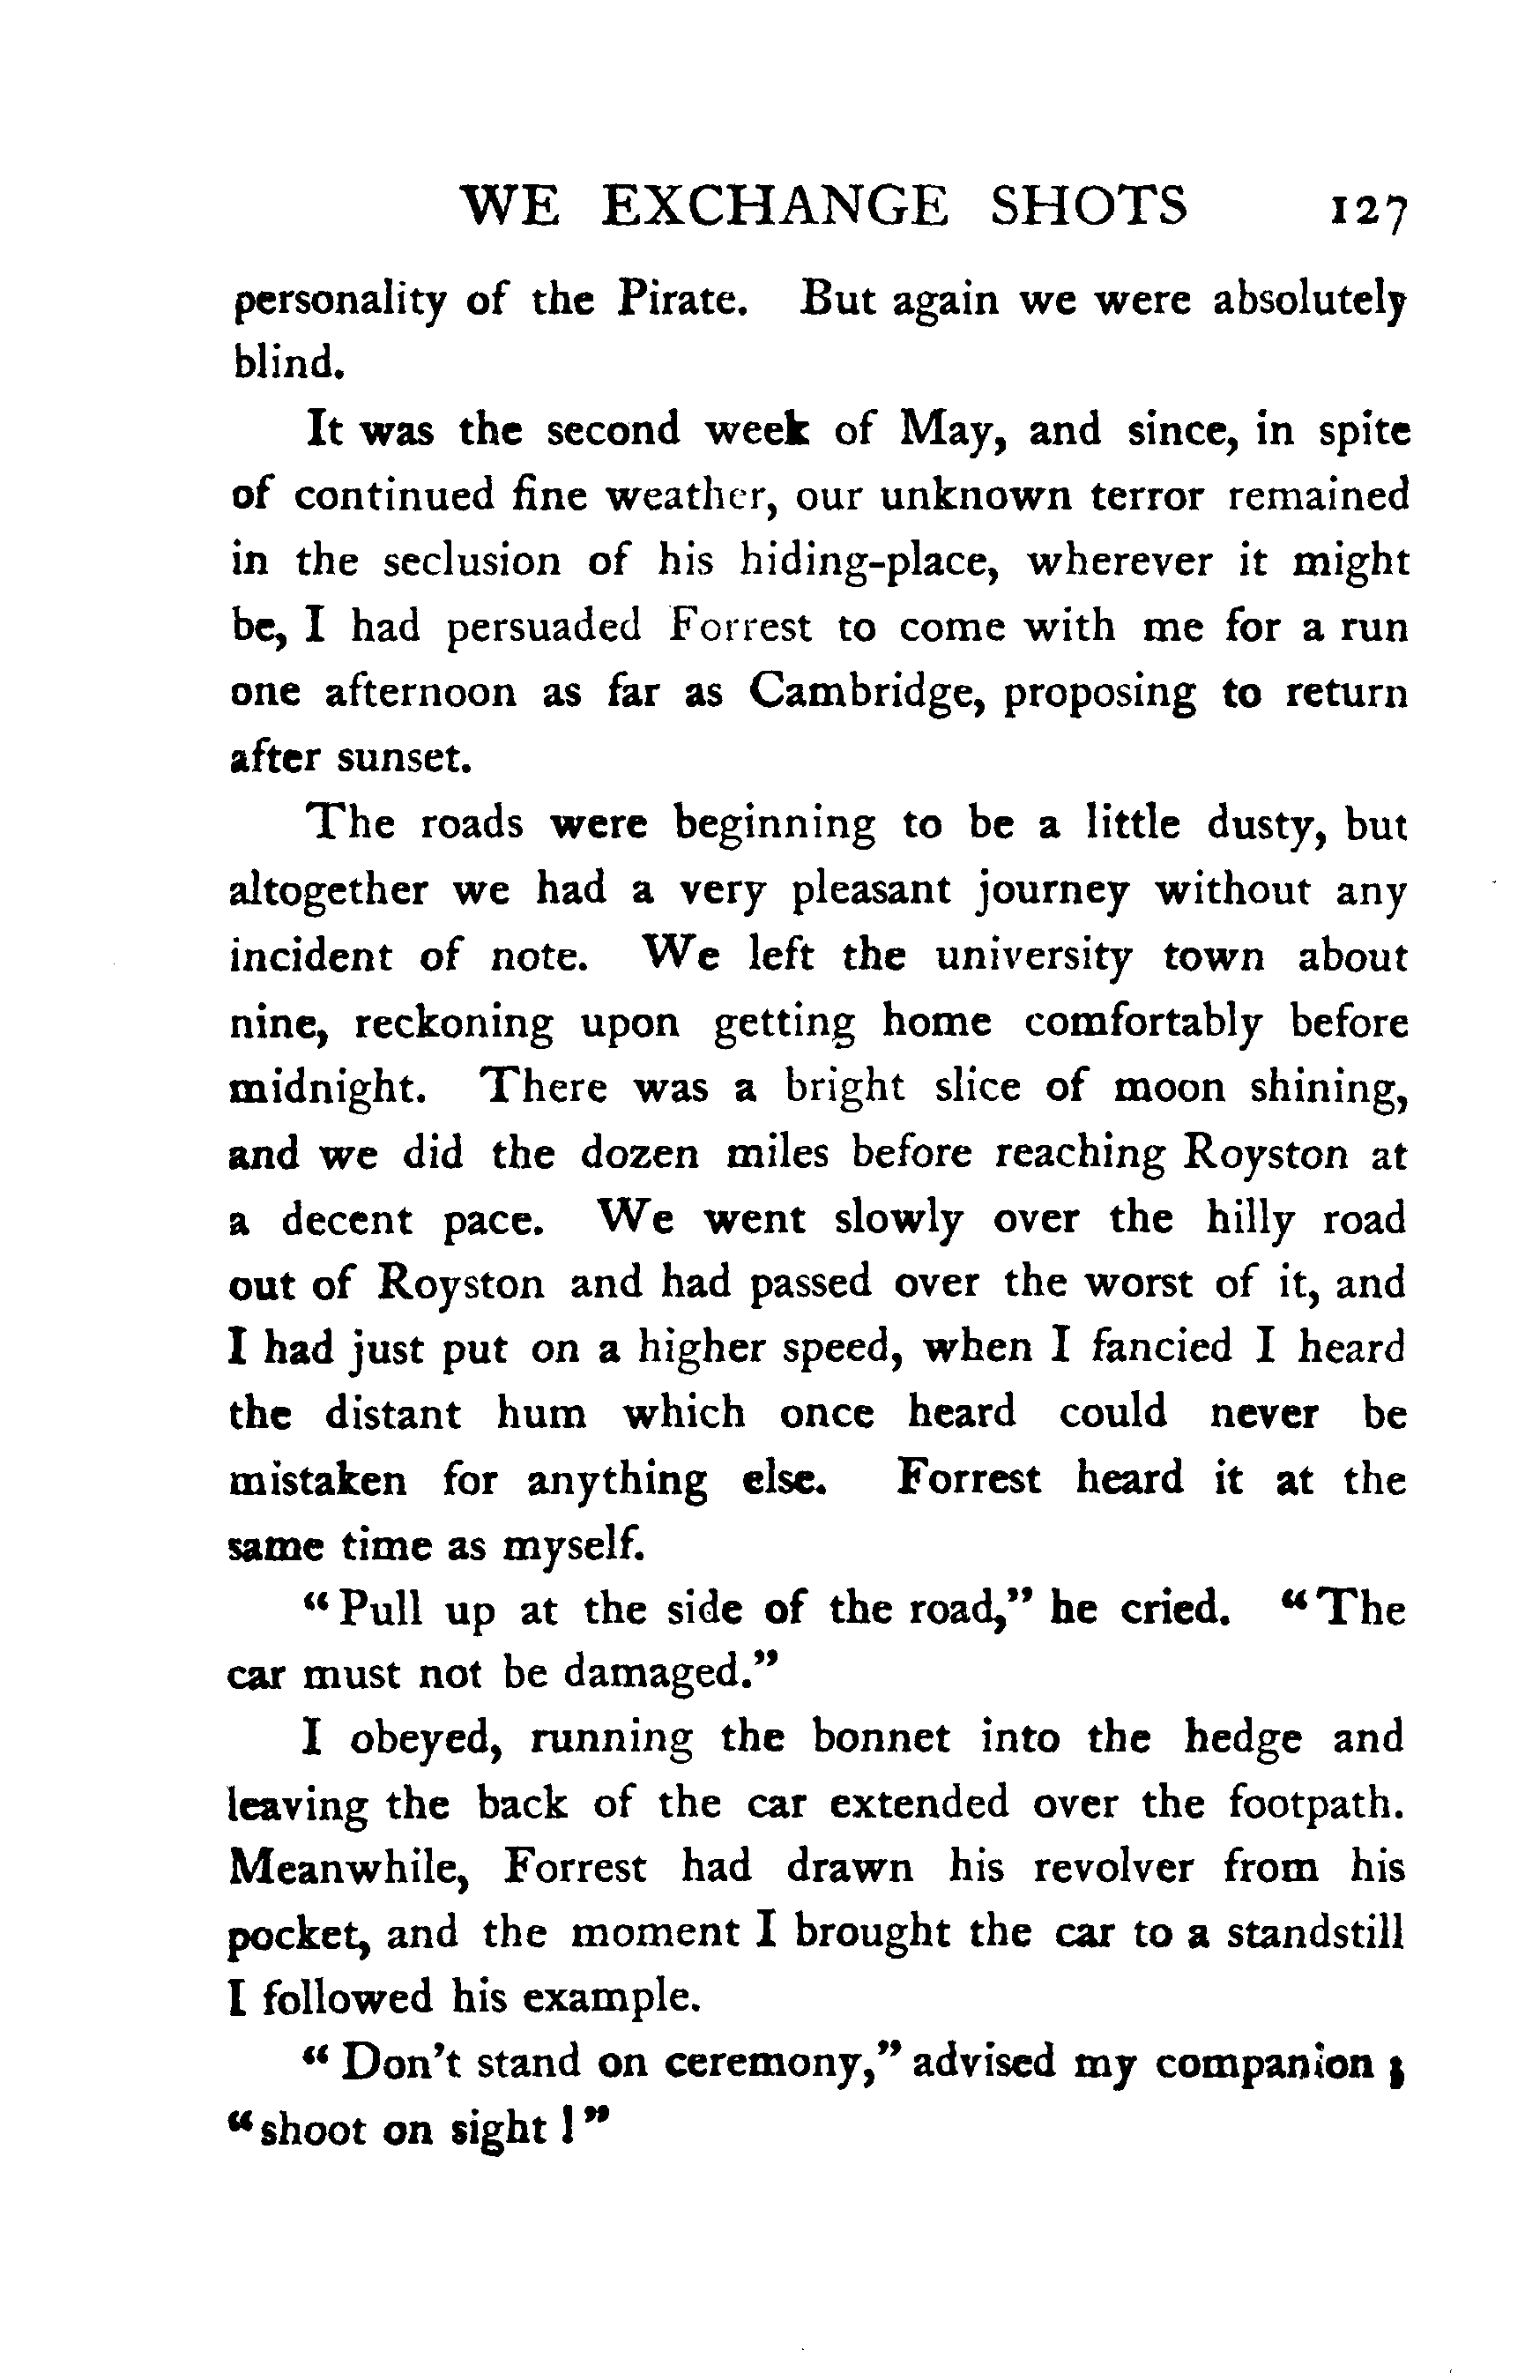 WE EXCHANGE SHOTS 127
personality of the Pirate. But again we were absolutely
blind.
It was the second week of May, and since, in spite
of continued fine weather, our unknown terror remained
in the seclusion of his hiding-place, wherever it might
be, I had persuaded Forrest to come with me for a run
one afternoon as far as Cambridge, proposing to return
after sunset.
The roads were beginning to be a little dusty, but
altogether we had a very pleasant journey without any
incident of note. We left the university town about
nine, reckoning upon getting home comfortably before
midnight. There was a bright slice of moon shining,
and we did the dozen miles before reaching Royston at
a decent pace. We went slowly over the hilly road
out of Royston and had passed over the worst of it, and
I had just put on a higher speed, when I fancied I heard
the distant hum which once heard could never be
mistaken for anything else. Forrest heard it at the
same time as myself.
"Pull up at the side of the road," he cried. "The
car must not be damaged."
I obeyed, running the bonnet into the hedge and
leaving the back of the car extended over the footpath.
Meanwhile, Forrest had drawn his revolver from his
pocket, and the moment I brought the car to a standstill
I followed his example.
"Don't stand on ceremony," advised my companion;
"shoot on sight!"